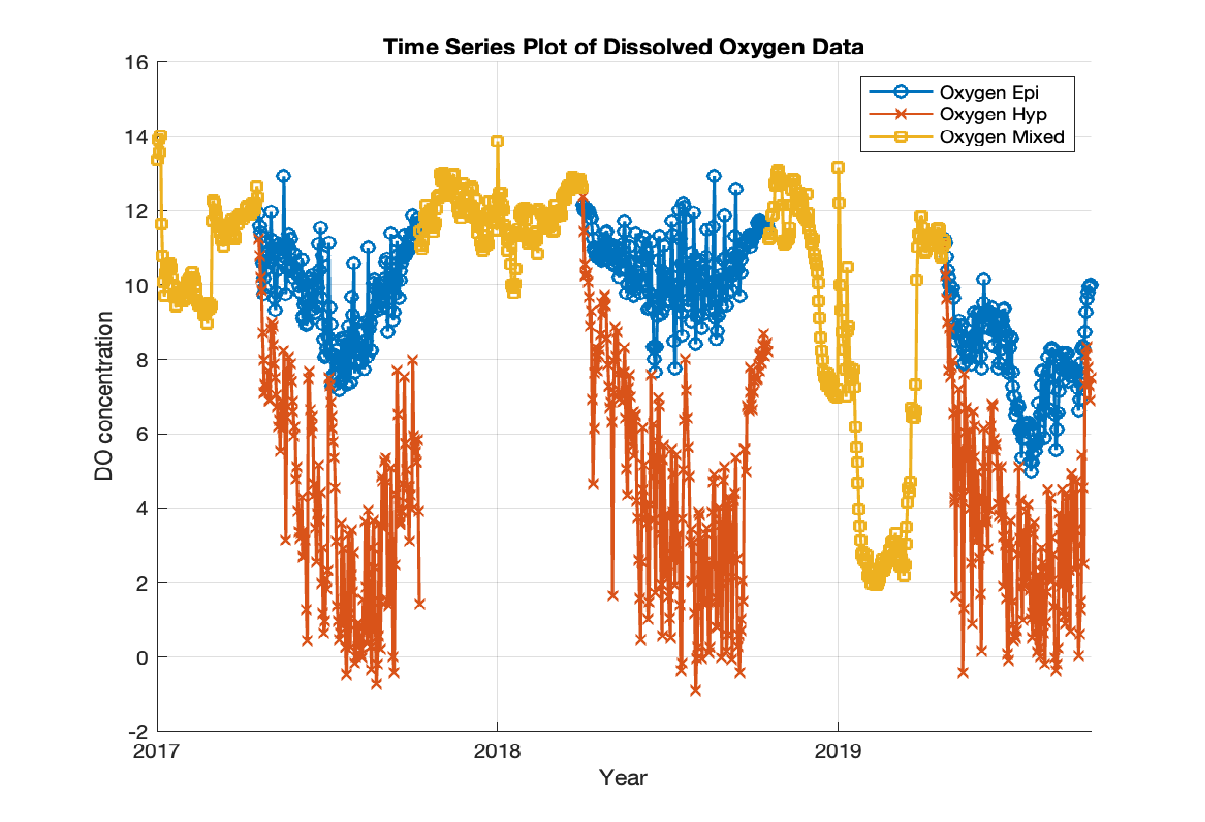 Time Series Plot of Dissolved Oxygen Data
16
14
12
10
8
6
4
2
0
-2
DO concentration
Oxygen Epi
Oxygen Hyp
Oxygen Mixed
2017
2018
2019
Year